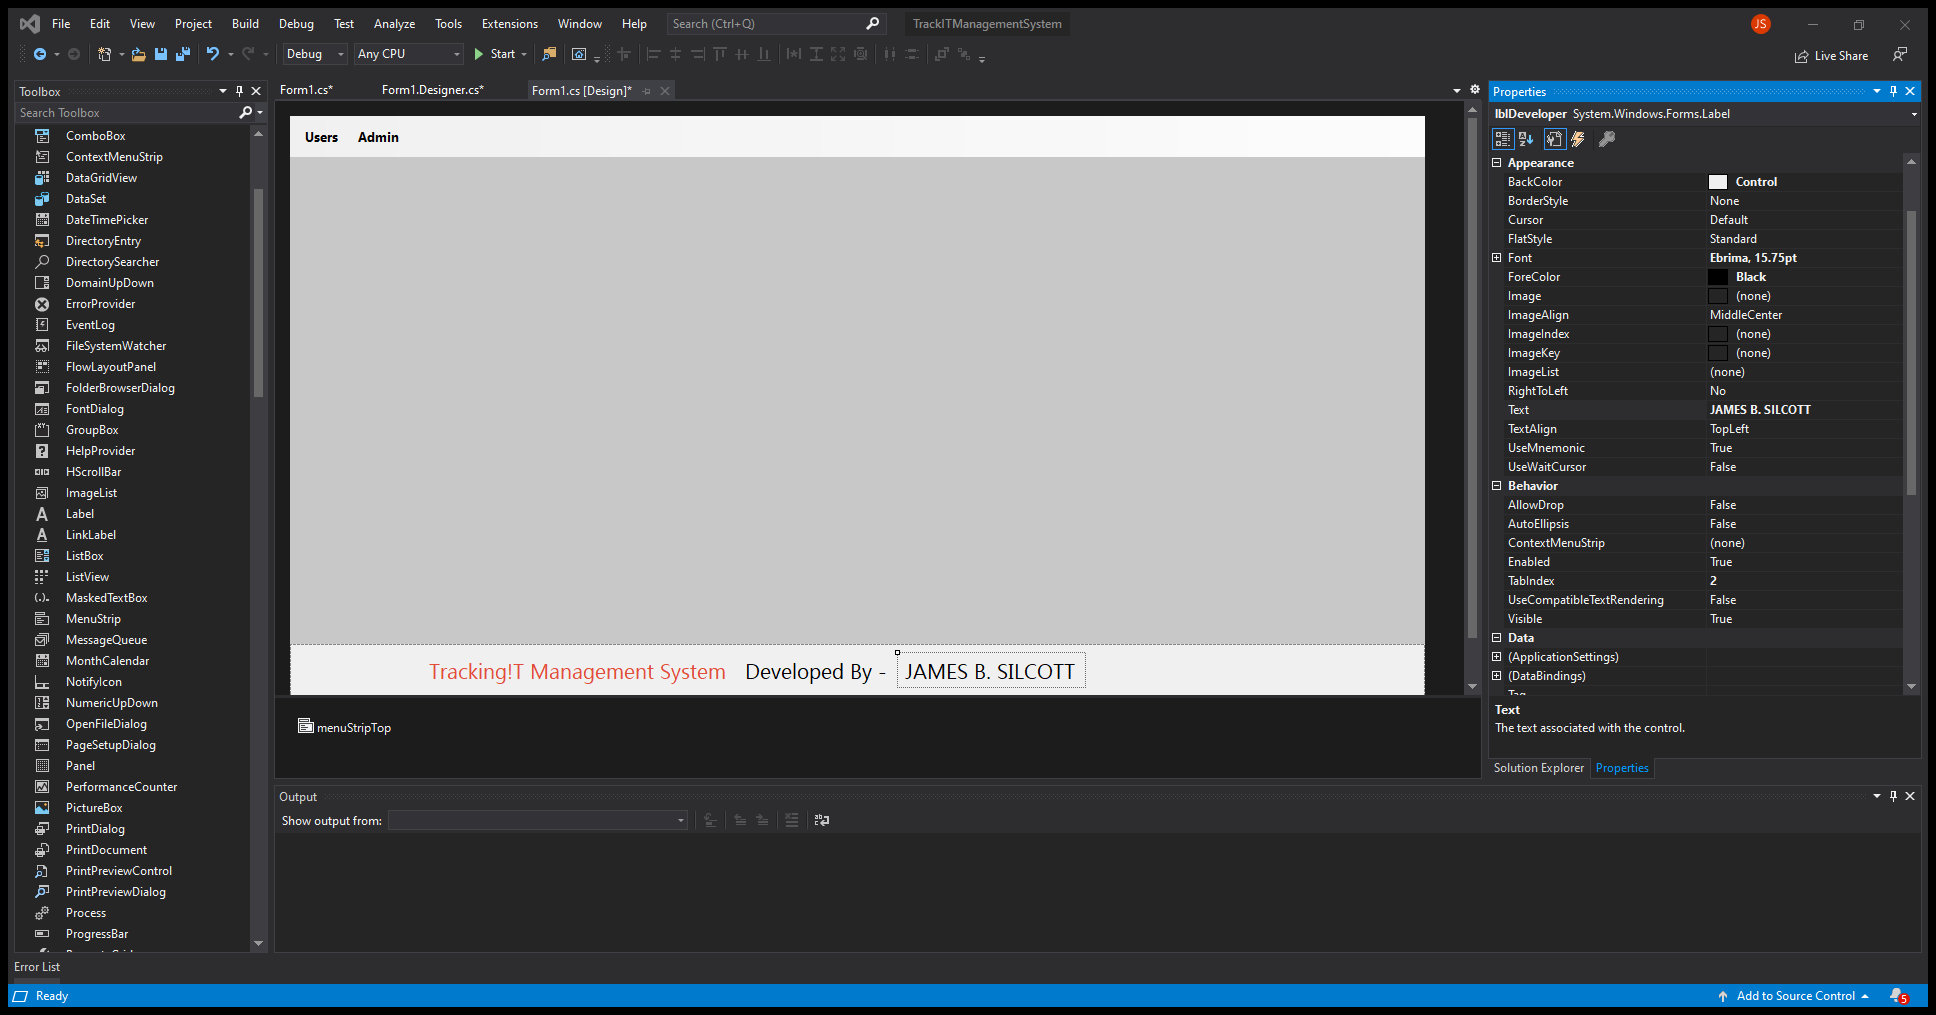 File Edit View Project Build Debug Test Analyze Tools Extensions Window Help Search (Ctrl+Q) TrackITManagementSystem JS
Debug Any CPU Start Live Share
Toolbox
Search Toolbox
ComboBox
ContextMenuStrip
DataGridView
DataSet
DateTimePicker
DirectoryEntry
DirectorySearcher
DomainUpDown
ErrorProvider
EventLog
FileSystemWatcher
FlowLayoutPanel
FolderBrowserDialog
FontDialog
GroupBox
HelpProvider
HScrollBar
ImageList
Label
LinkLabel
ListBox
ListView
MaskedTextBox
MenuStrip
MessageQueue
MonthCalendar
NotifyIcon
NumericUpDown
OpenFileDialog
PageSetupDialog
Panel
PerformanceCounter
PictureBox
PrintDialog
PrintDocument
PrintPreviewControl
PrintPreviewDialog
Process
ProgressBar
Form1.cs* Form1.Designer.cs* Form1.cs [Design]*
Users Admin
Tracking!T Management System Developed By - JAMES B. SILCOTT
menuStripTop
Output
Show output from:
Properties
lblDeveloper System.Windows.Forms.Label
Appearance
BackColor Control
BorderStyle None
Cursor Default
FlatStyle Standard
Font Ebrima, 15.75pt
ForeColor Black
Image (none)
ImageAlign MiddleCenter
ImageIndex (none)
ImageKey (none)
ImageList (none)
RightToLeft No
Text JAMES B. SILCOTT
TextAlign TopLeft
UseMnemonic True
UseWaitCursor False
Behavior
AllowDrop False
AutoEllipsis False
ContextMenuStrip (none)
Enabled True
TabIndex 2
UseCompatibleTextRendering False
Visible True
Data
(ApplicationSettings)
(DataBindings)
Text
The text associated with the control.
Solution Explorer Properties
Error List
Ready Add to Source Control 5